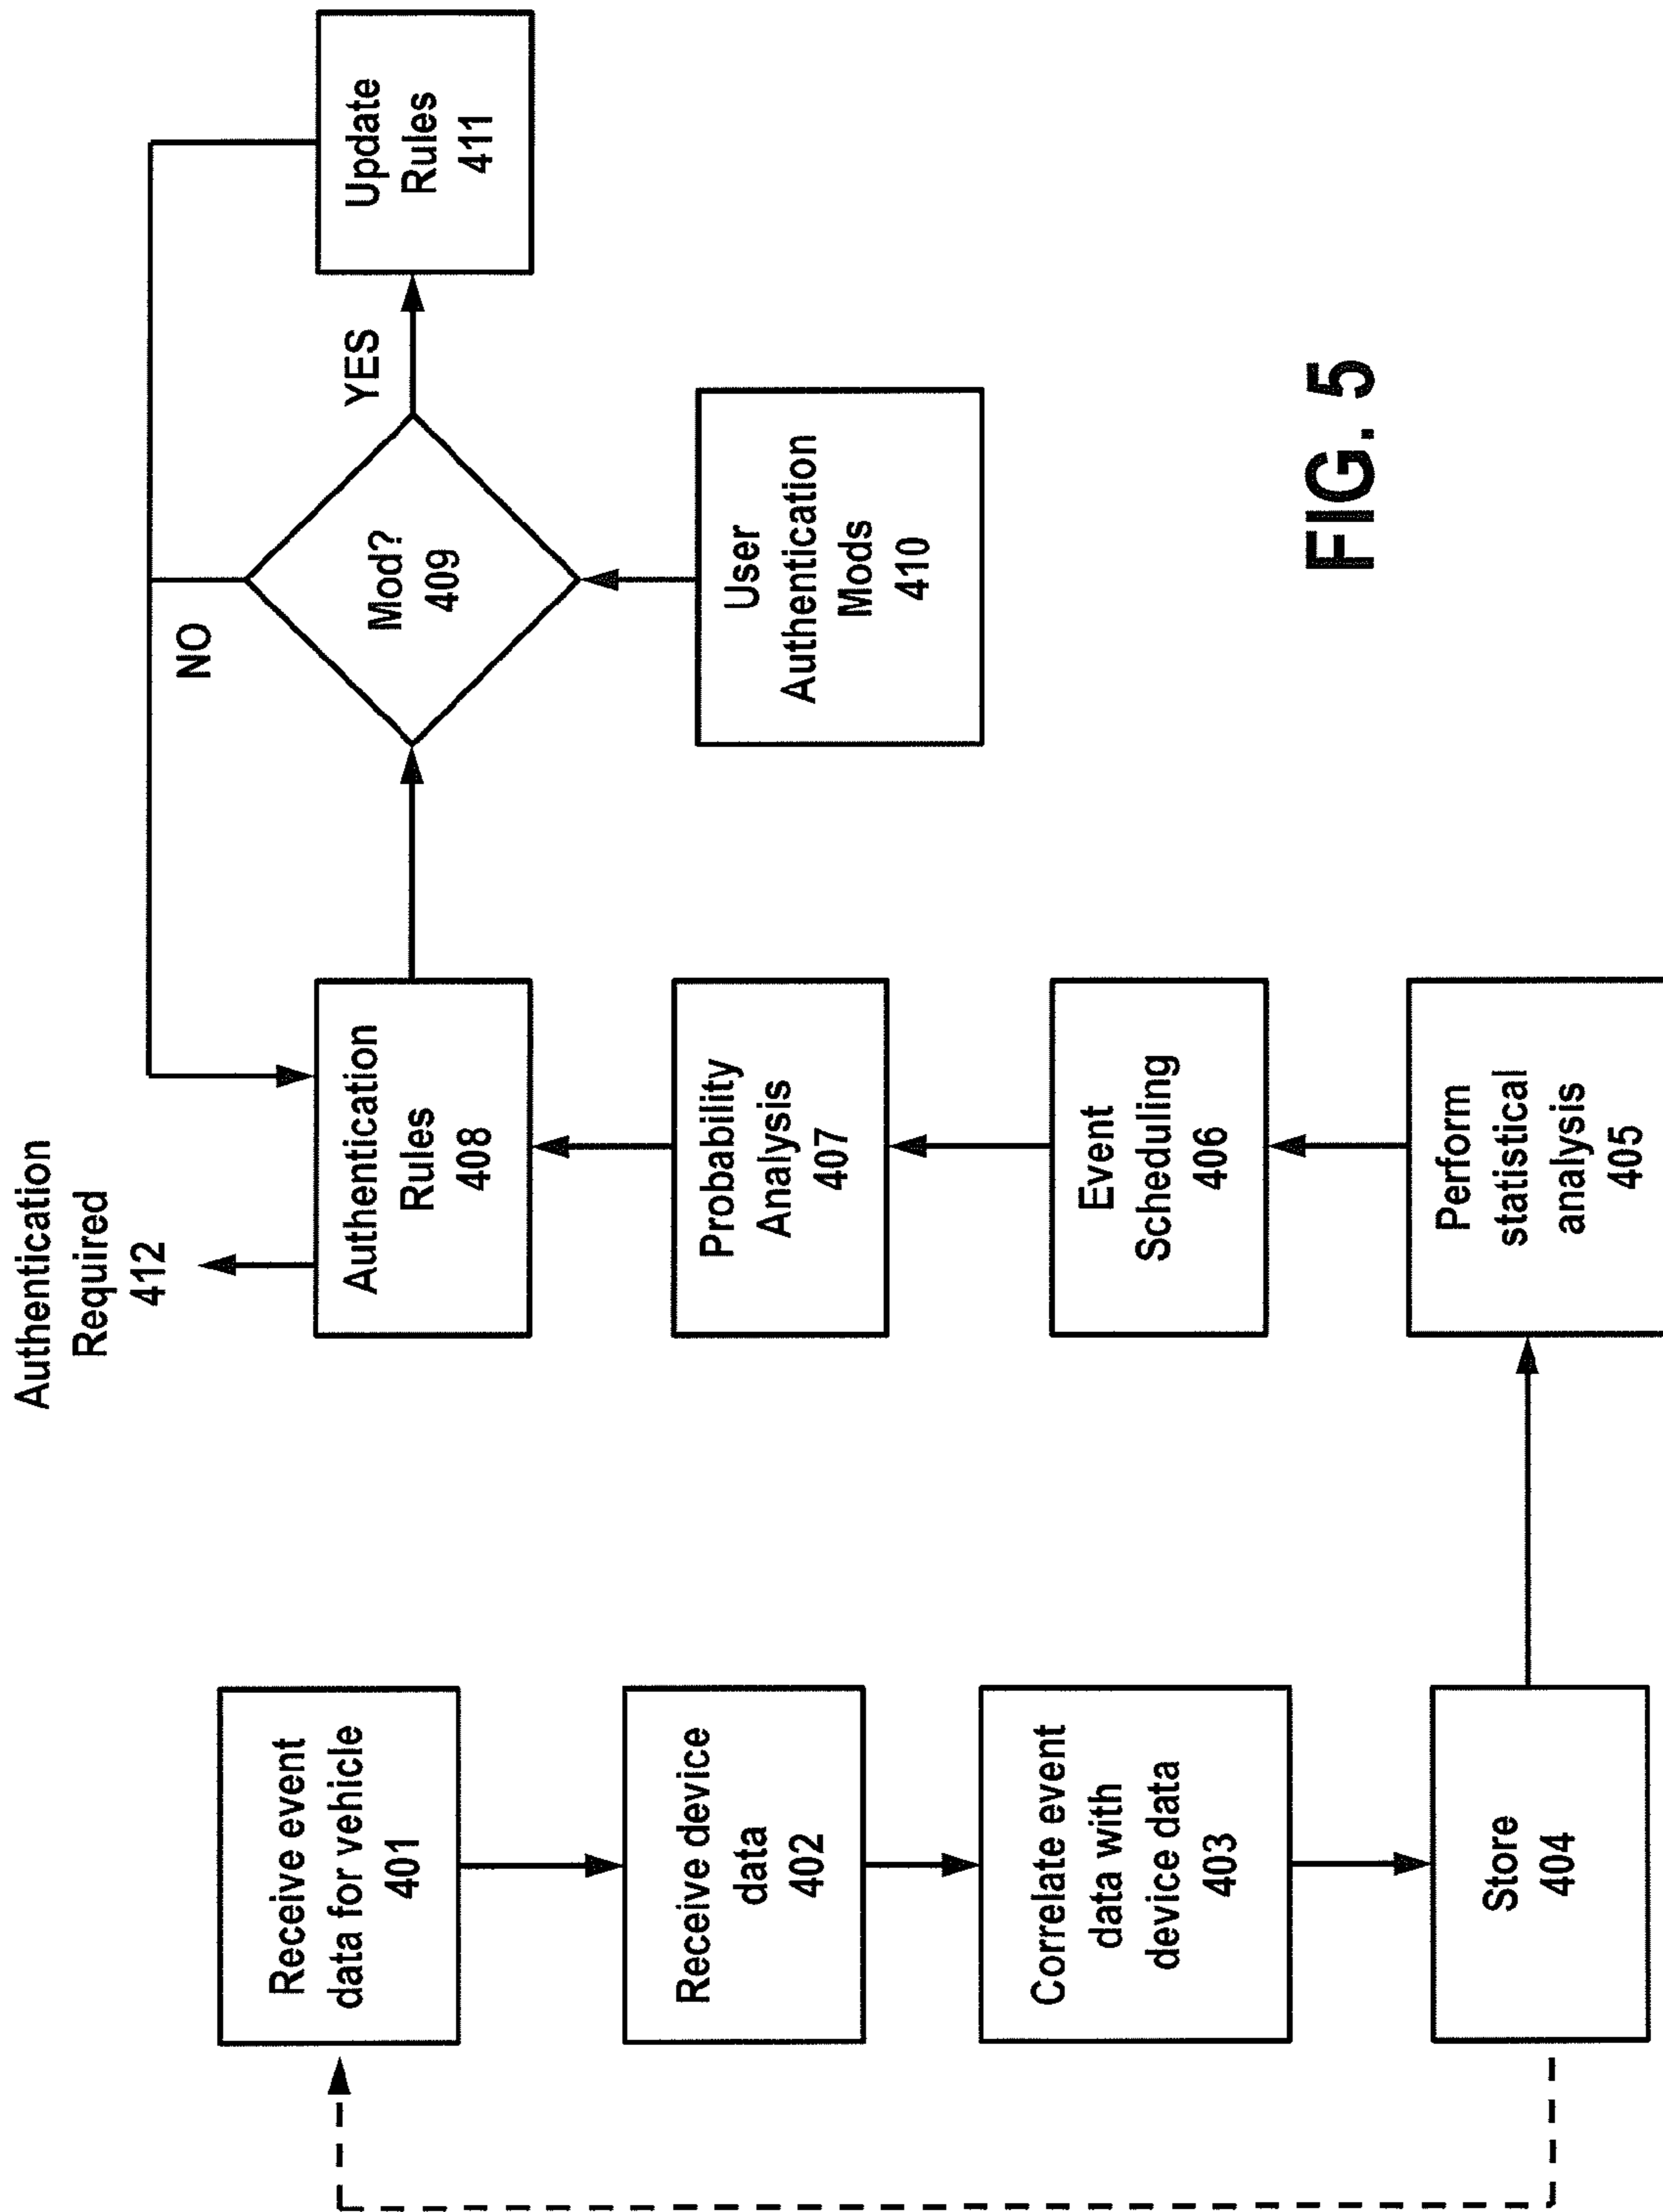 Receive event
data for vehicle
401
Receive device
data
402
Correlate event
data with
device data
403
Store
404
Perform
statistical
analysis
405
Event
Scheduling
406
Probability
Analysis
407
Authentication
Rules
408
Authentication
Required
412
Mod?
409
NO
YES
User
Authentication
Mods
410
Update
Rules
411
FIG. 5